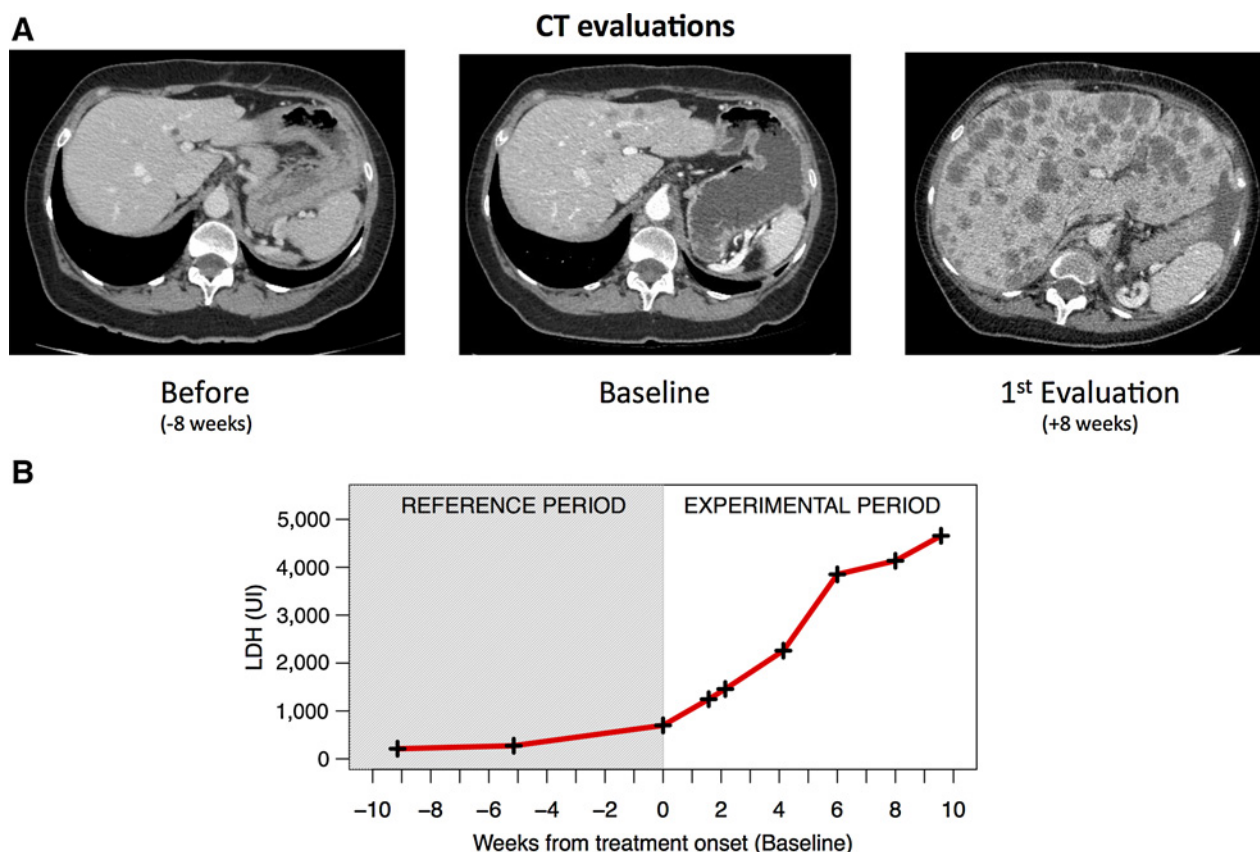 A
CT evaluations
Before
(-8 weeks)
Baseline
1st Evaluation
(+8 weeks)
B
REFERENCE PERIOD
EXPERIMENTAL PERIOD
LDH (UI)
5,000
4,000
3,000
2,000
1,000
0
−10 −8 −6 −4 −2 0 2 4 6 8 10
Weeks from treatment onset (Baseline)